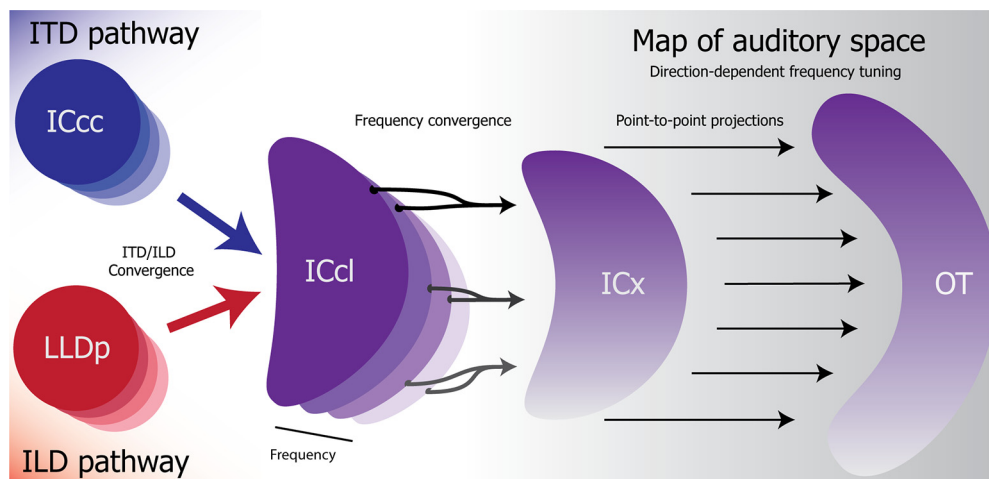 ITD pathway
ICcc
ITD/ILD
Convergence
LLDp
ILD pathway
Frequency convergence
ICcl
Frequency
Map of auditory space
Direction-dependent frequency tuning
Point-to-point projections
ICx
OT